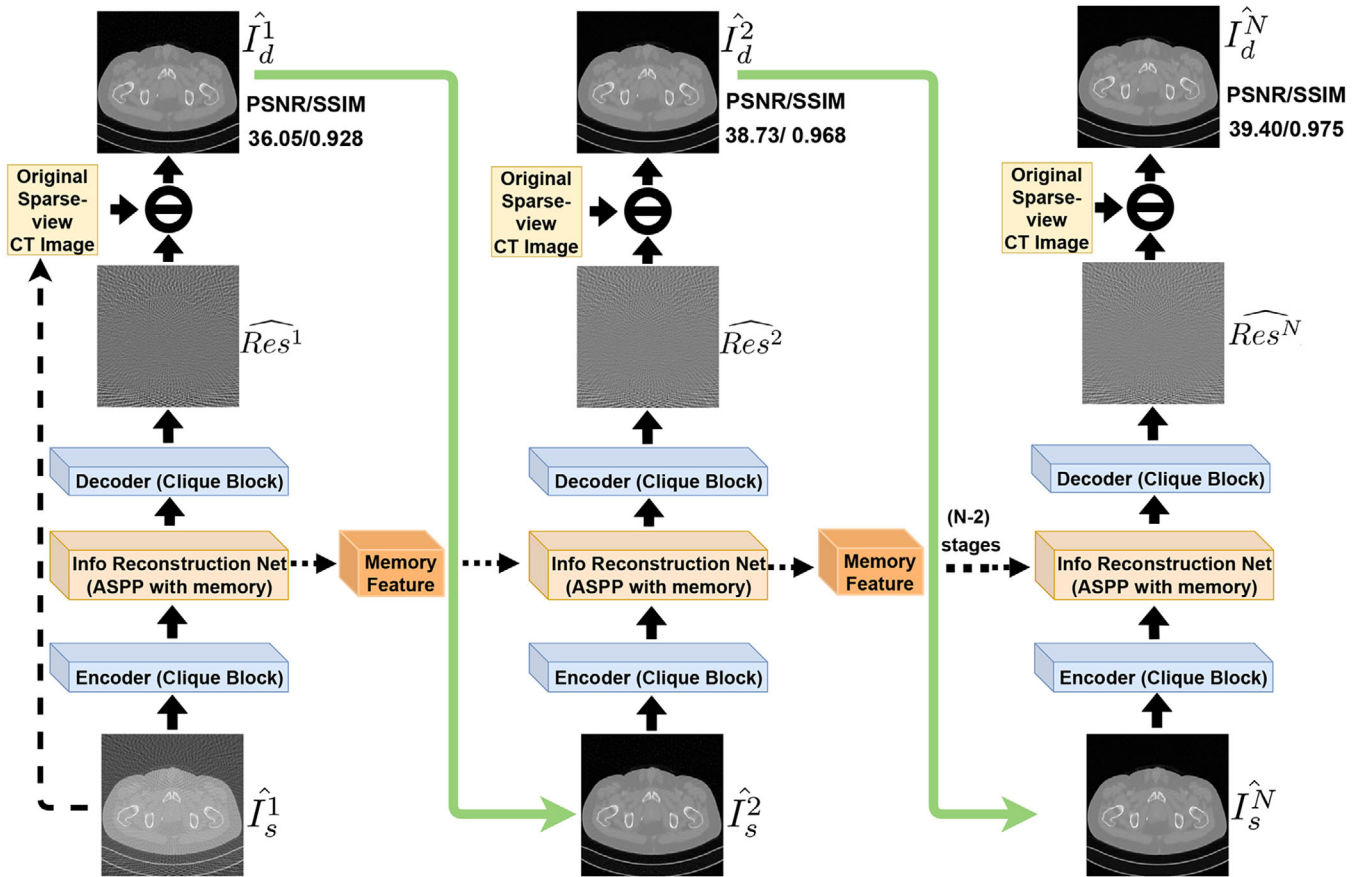 Î_d^1
PSNR/SSIM
36.05/0.928
Original
Sparse-
view
CT Image
\widehat{Res^1}
Decoder (Clique Block)
Info Reconstruction Net
(ASPP with memory)
Encoder (Clique Block)
Î_s^1
Memory
Feature
Î_d^2
PSNR/SSIM
38.73/ 0.968
Original
Sparse-
view
CT Image
\widehat{Res^2}
Decoder (Clique Block)
Info Reconstruction Net
(ASPP with memory)
Encoder (Clique Block)
Î_s^2
Memory
Feature
(N-2)
stages
Î_d^N
PSNR/SSIM
39.40/0.975
Original
Sparse-
view
CT Image
\widehat{Res^N}
Decoder (Clique Block)
Info Reconstruction Net
(ASPP with memory)
Encoder (Clique Block)
Î_s^N